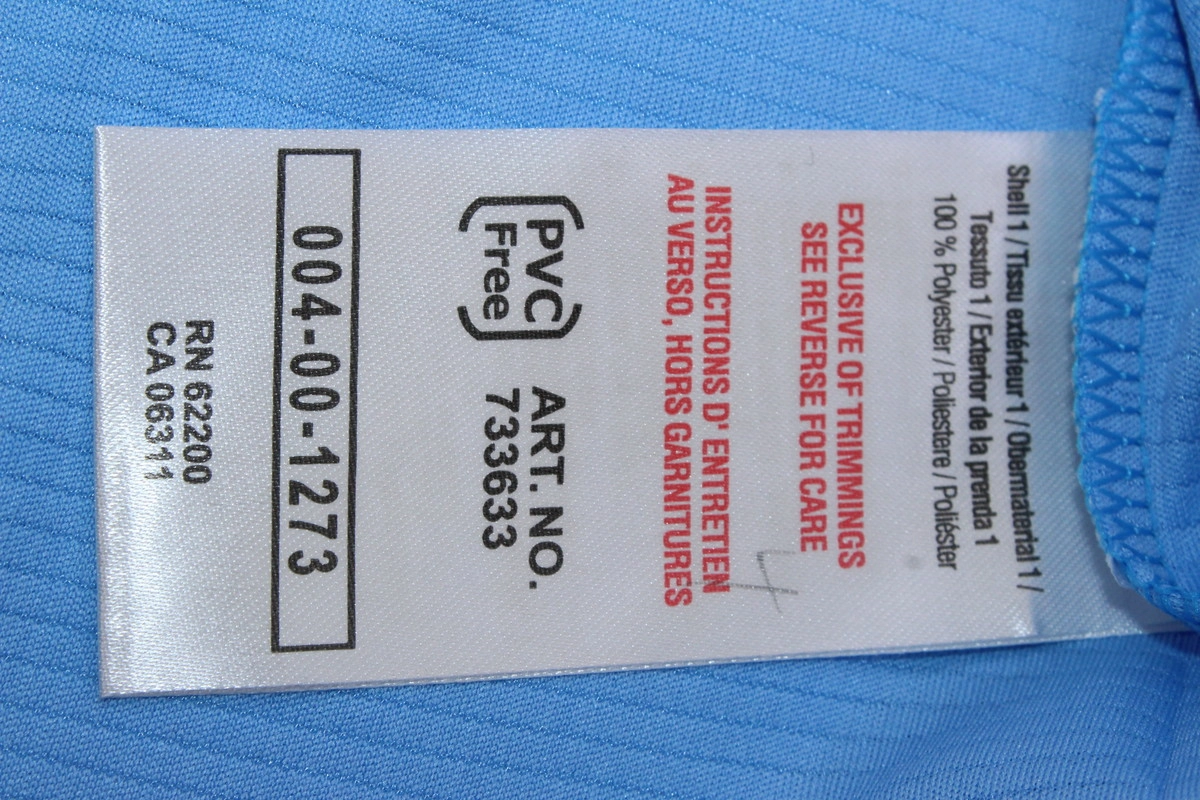 Shell 1 / Tissu extérieur 1 / Obermaterial 1 /
Tessuto 1 / Exterior de la prenda 1
100 % Polyester / Poliestere / Poliéster
EXCLUSIVE OF TRIMMINGS
SEE REVERSE FOR CARE
INSTRUCTIONS D' ENTRETIEN
AU VERSO, HORS GARNITURES
PVC
Free
ART. NO.
733633
004-00-1273
RN 62200
CA 06311